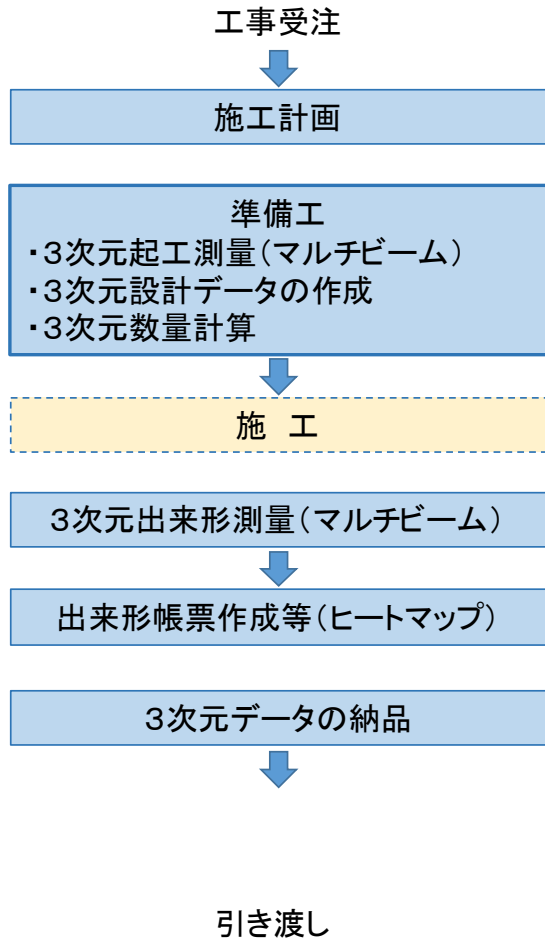 工事受注
施工計画
準備工
・3次元起工測量(マルチビーム)
・3次元設計データの作成
・3次元数量計算
施　工
3次元出来形測量(マルチビーム)
出来形帳票作成等(ヒートマップ)
3次元データの納品
引き渡し